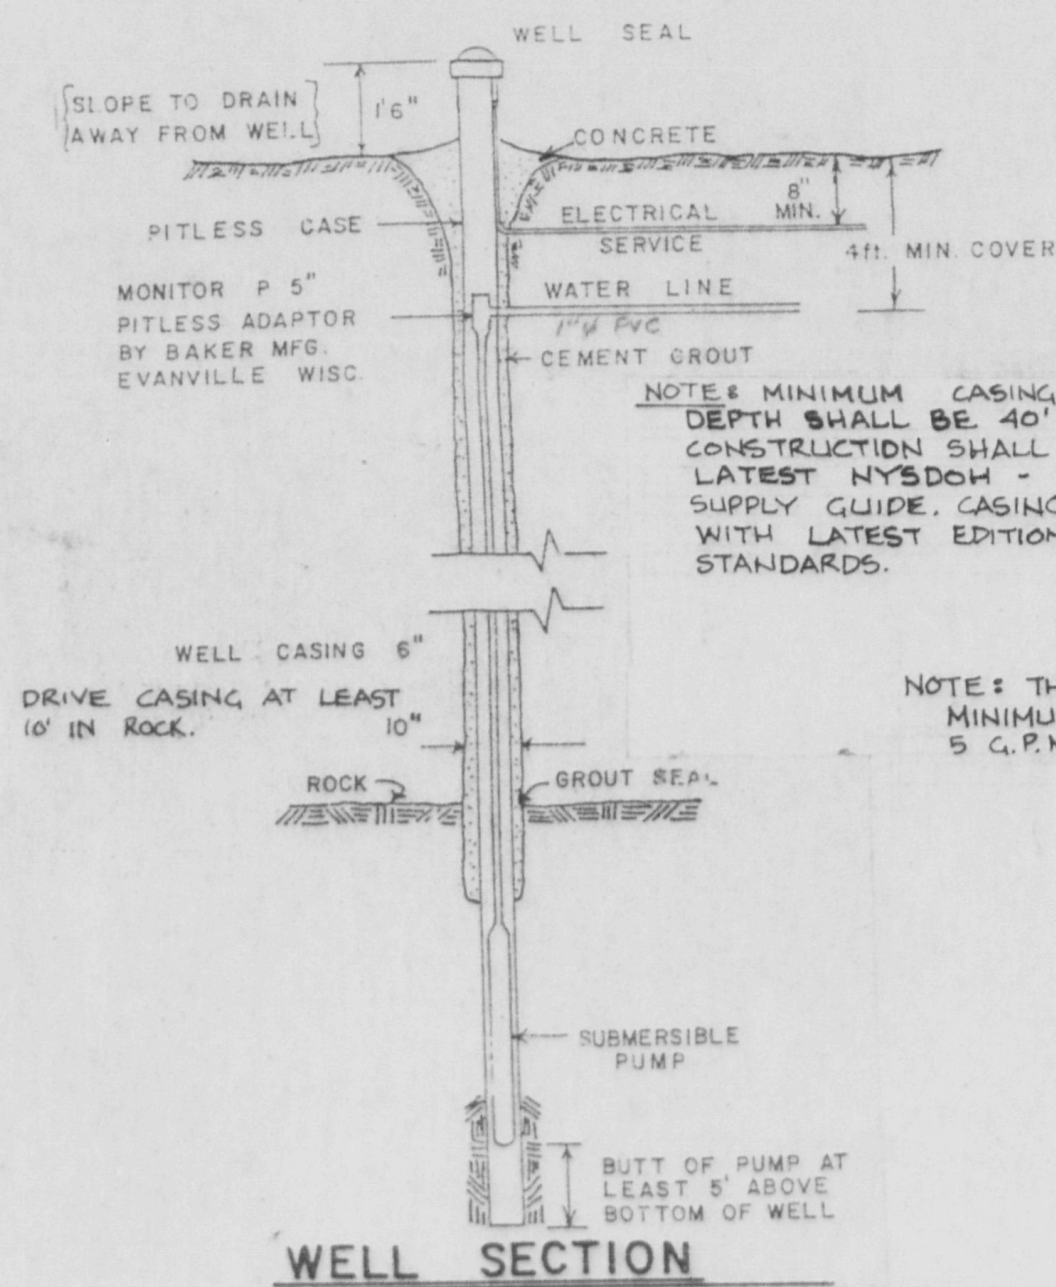 WELL SEAL
SLOPE TO DRAIN
AWAY FROM WELL
1'6"
CONCRETE
8"
MIN.
PITLESS CASE
ELECTRICAL
SERVICE
4ft. MIN. COVER
MONITOR P 5"
PITLESS ADAPTOR
BY BAKER MFG.
EVANVILLE WISC.
WATER LINE
1"ø PVC
CEMENT GROUT
NOTE: MINIMUM CASING
DEPTH SHALL BE 40'
CONSTRUCTION SHALL
LATEST NYSDOH -
SUPPLY GUIDE. CASING
WITH LATEST EDITION
STANDARDS.
WELL CASING 6"
DRIVE CASING AT LEAST
10' IN ROCK. 10"
NOTE: TH
MINIMU
5 G.P.M
ROCK
GROUT SEAL
SUBMERSIBLE
PUMP
BUTT OF PUMP AT
LEAST 5' ABOVE
BOTTOM OF WELL
WELL SECTION